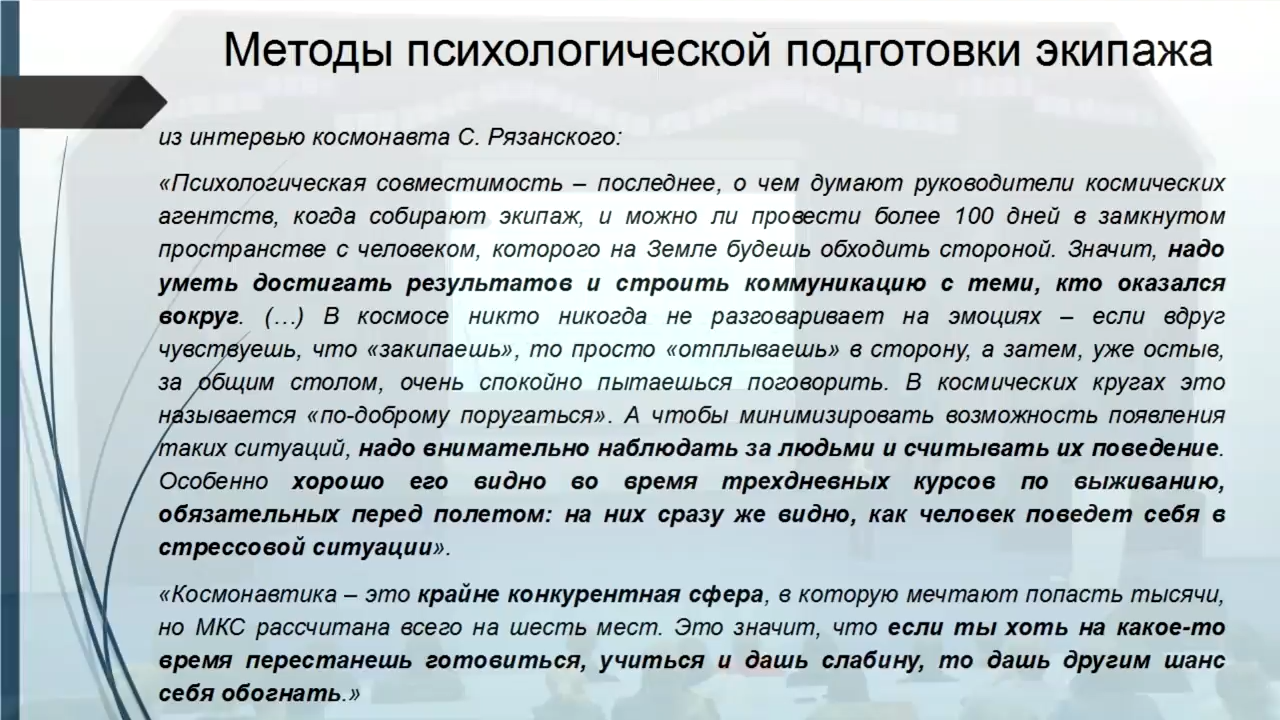 Методы психологической подготовки экипажа
из интервью космонавта С. Рязанского:
«Психологическая совместимость – последнее, о чем думают руководители космических
агентств, когда собирают экипаж, и можно ли провести более 100 дней в замкнутом
пространстве с человеком, которого на Земле будешь обходить стороной. Значит, надо
уметь достигать результатов и строить коммуникацию с теми, кто оказался
вокруг. (…) В космосе никто никогда не разговаривает на эмоциях – если вдруг
чувствуешь, что «закипаешь», то просто «отплываешь» в сторону, а затем, уже остыв,
за общим столом, очень спокойно пытаешься поговорить. В космических кругах это
называется «по-доброму поругаться». А чтобы минимизировать возможность появления
таких ситуаций, надо внимательно наблюдать за людьми и считывать их поведение.
Особенно хорошо его видно во время трехдневных курсов по выживанию,
обязательных перед полетом: на них сразу же видно, как человек поведет себя в
стрессовой ситуации».
«Космонавтика – это крайне конкурентная сфера, в которую мечтают попасть тысячи,
но МКС рассчитана всего на шесть мест. Это значит, что если ты хоть на какое-то
время перестанешь готовиться, учиться и дашь слабину, то дашь другим шанс
себя обогнать.»